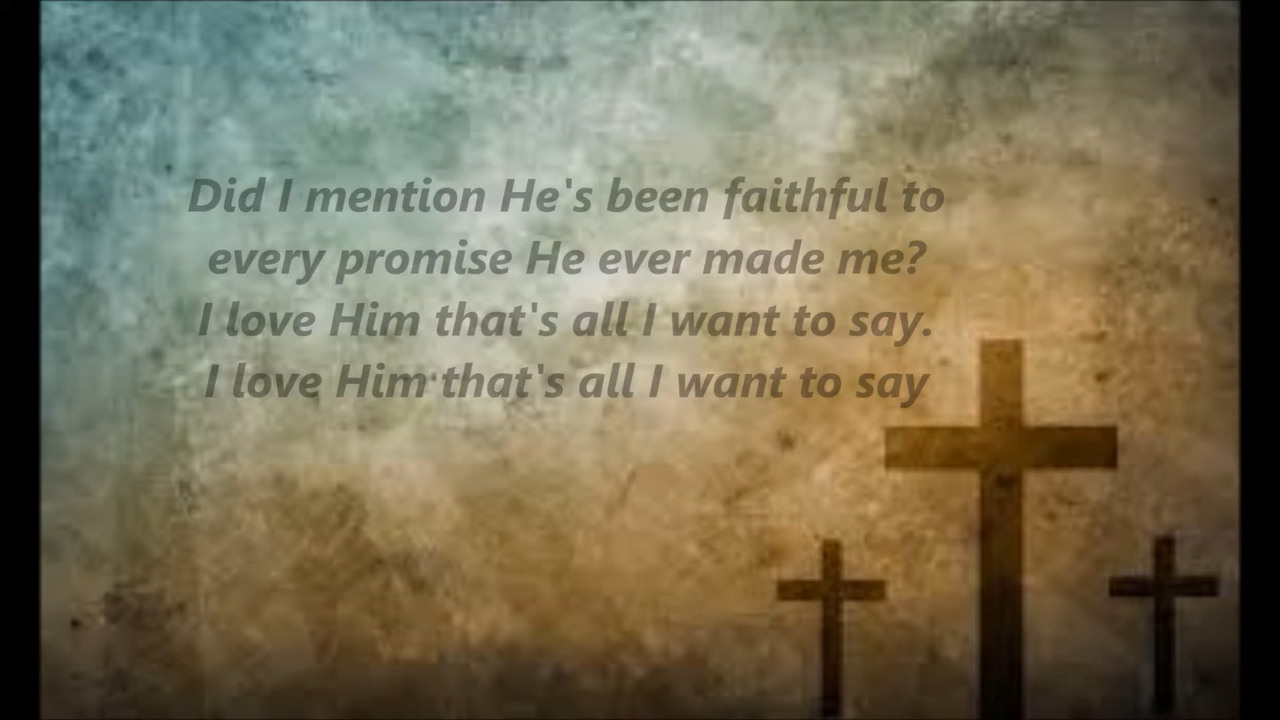 Did I mention He's been faithful to
every promise He ever made me?
I love Him that's all I want to say.
I love Him that's all I want to say